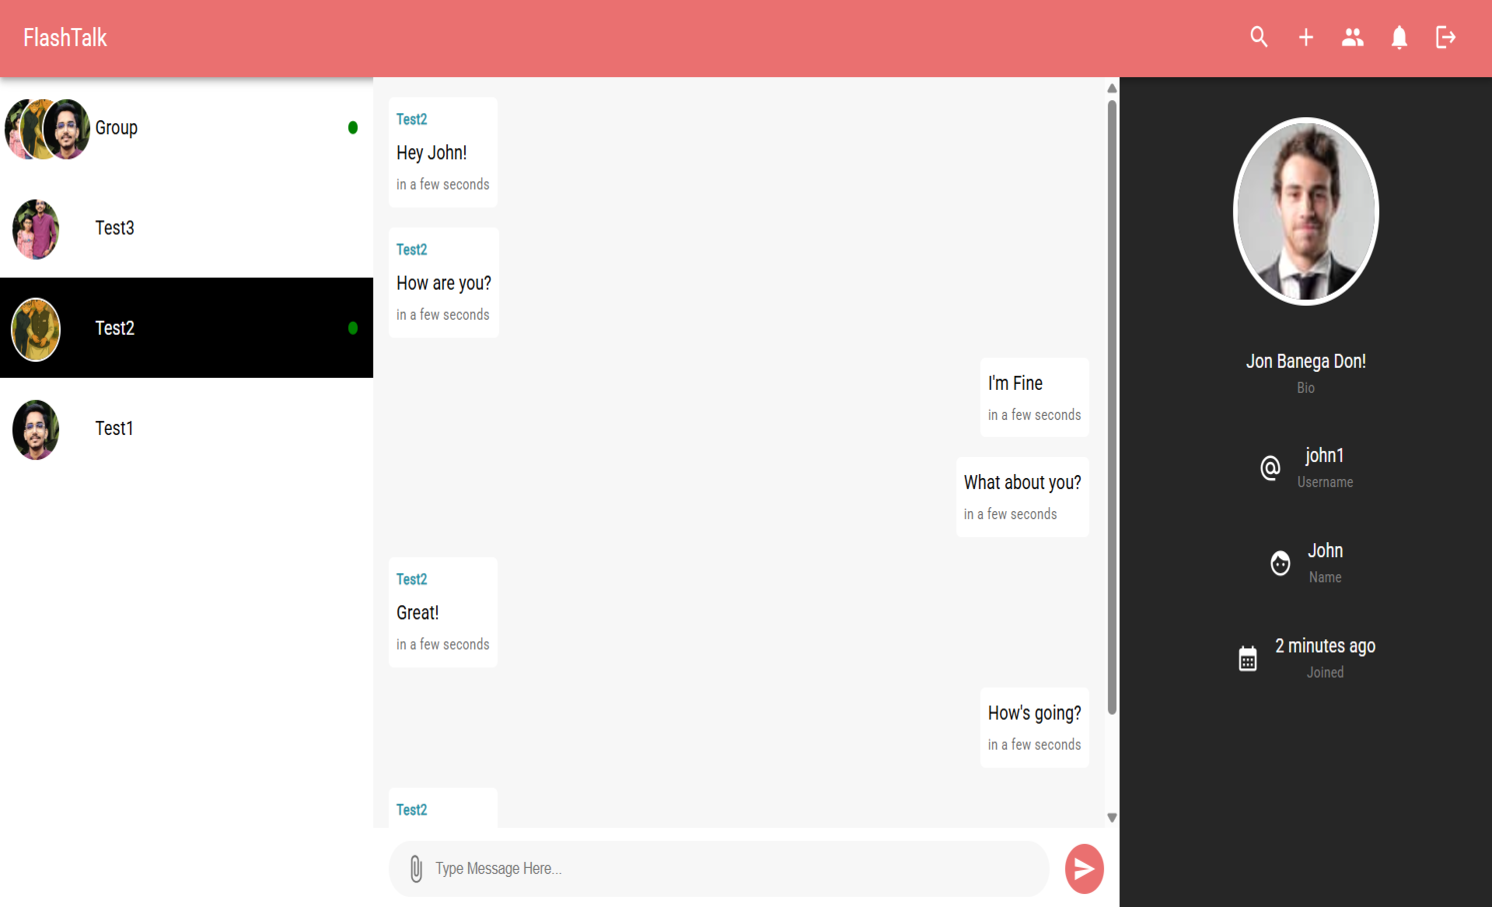 FlashTalk
Group
Test3
Test2
Test1
Test2
Hey John!
in a few seconds
Test2
How are you?
in a few seconds
I'm Fine
in a few seconds
What about you?
in a few seconds
Test2
Great!
in a few seconds
How's going?
in a few seconds
Test2
Type Message Here...
Jon Banega Don!
Bio
john1
Username
John
Name
2 minutes ago
Joined